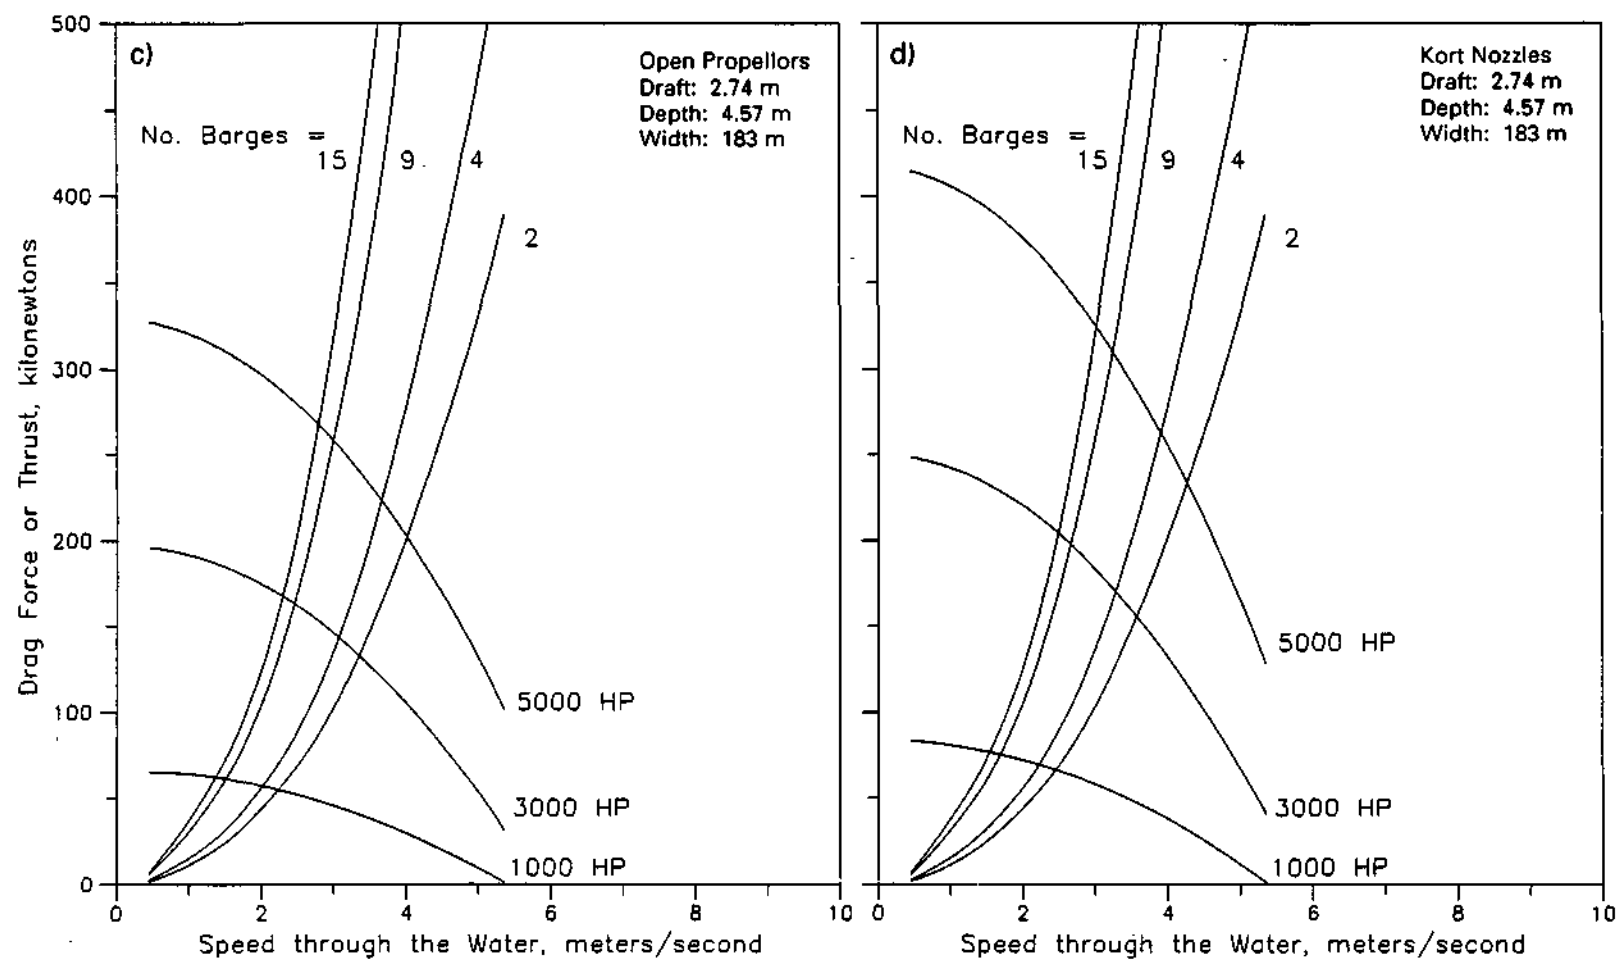 c)
Open Propellors
Draft: 2.74 m
Depth: 4.57 m
Width: 183 m
No. Barges =
15
9
4
2
5000 HP
3000 HP
1000 HP
500
400
300
200
100
0
0
2
4
6
8
10
Drag Force or Thrust, kilonewtons
Speed through the Water, meters/second
d)
Kort Nozzles
Draft: 2.74 m
Depth: 4.57 m
Width: 183 m
No. Barges =
15
9
4
2
5000 HP
3000 HP
1000 HP
0
2
4
6
8
10
Speed through the Water, meters/second